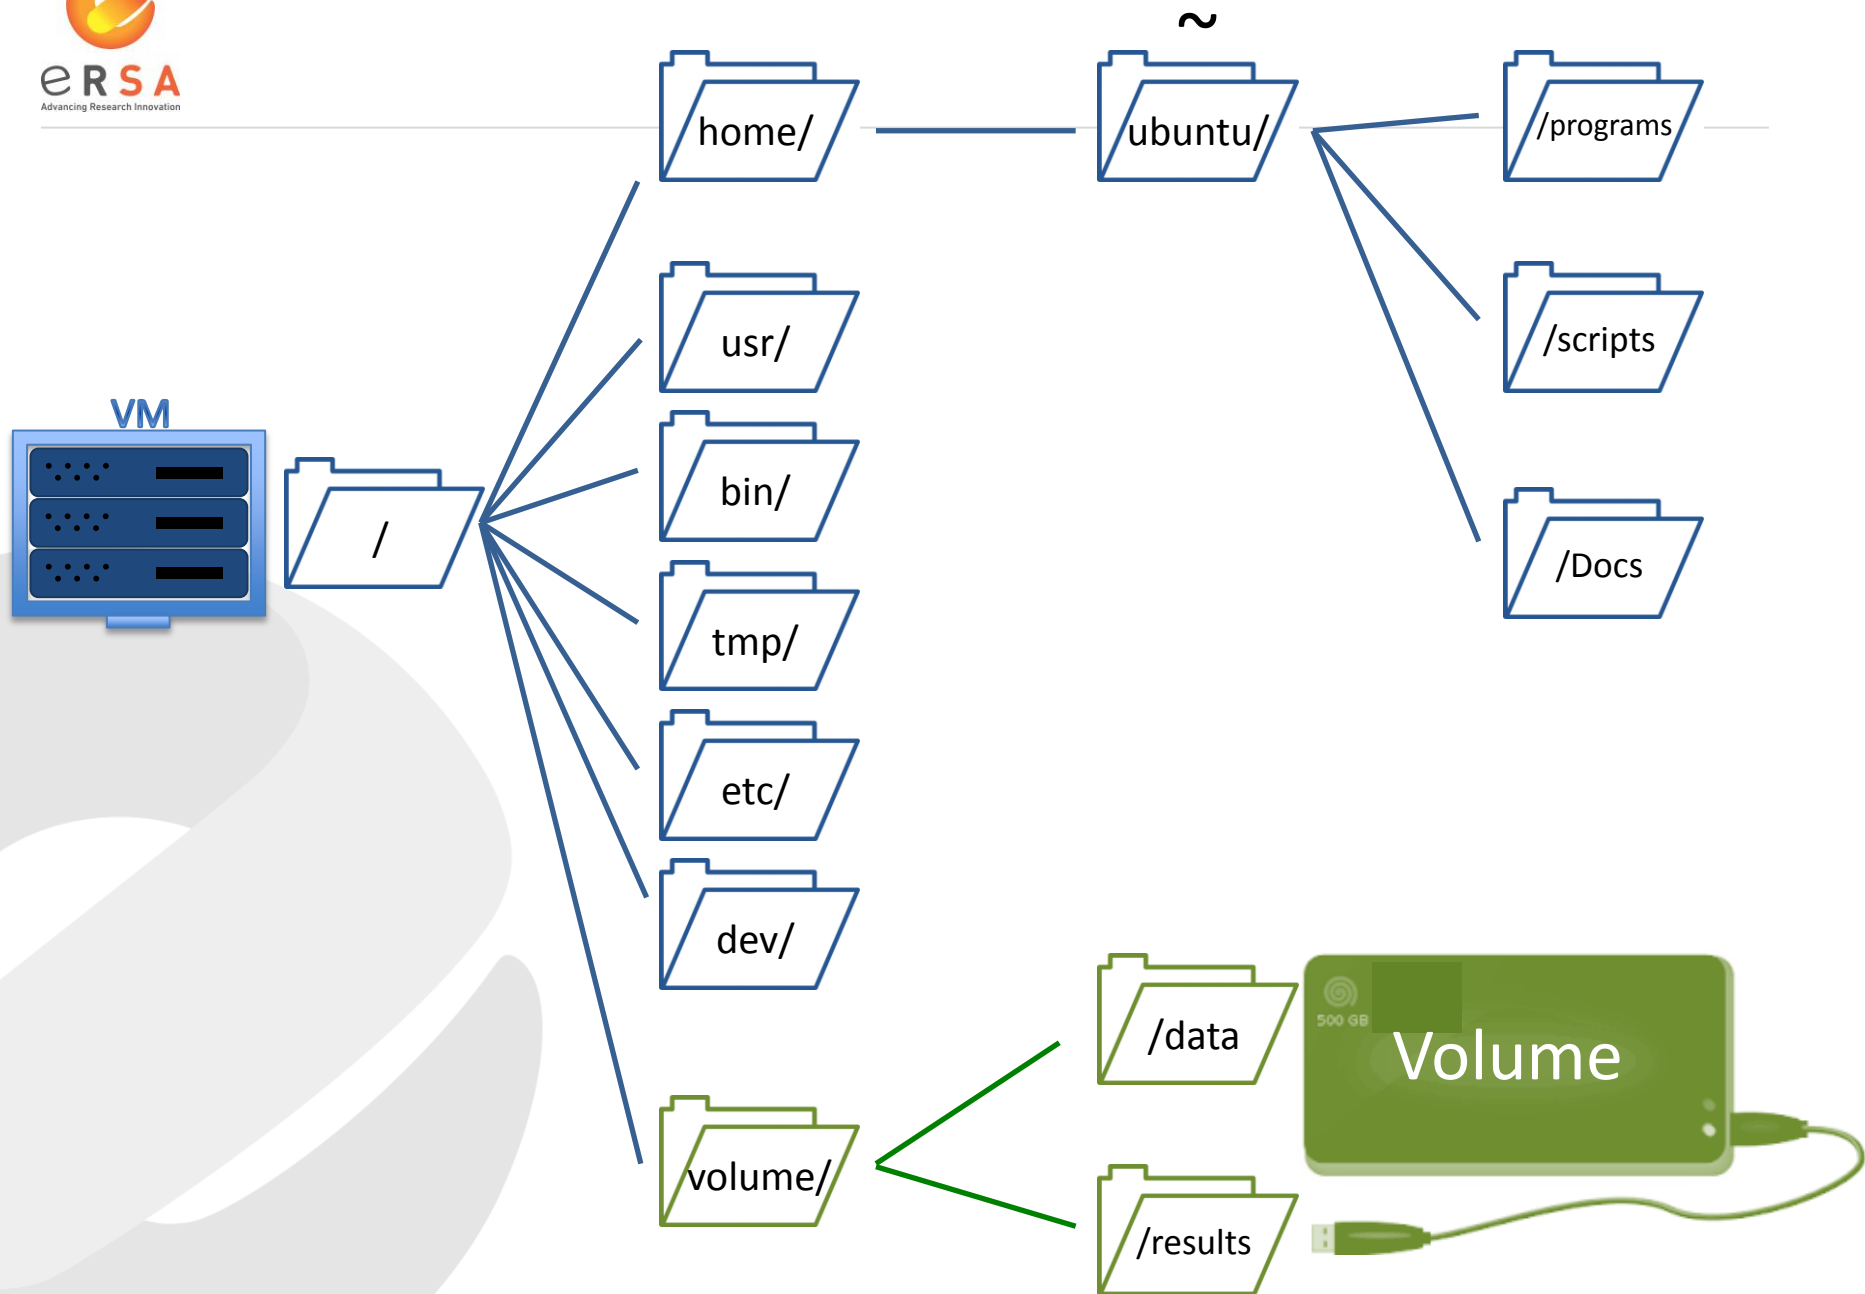 ~
eRSA
Advancing Research Innovation
home/
ubuntu/
/programs
usr/
/scripts
VM
bin/
/
/Docs
tmp/
etc/
dev/
/data
500 GB
Volume
volume/
/results